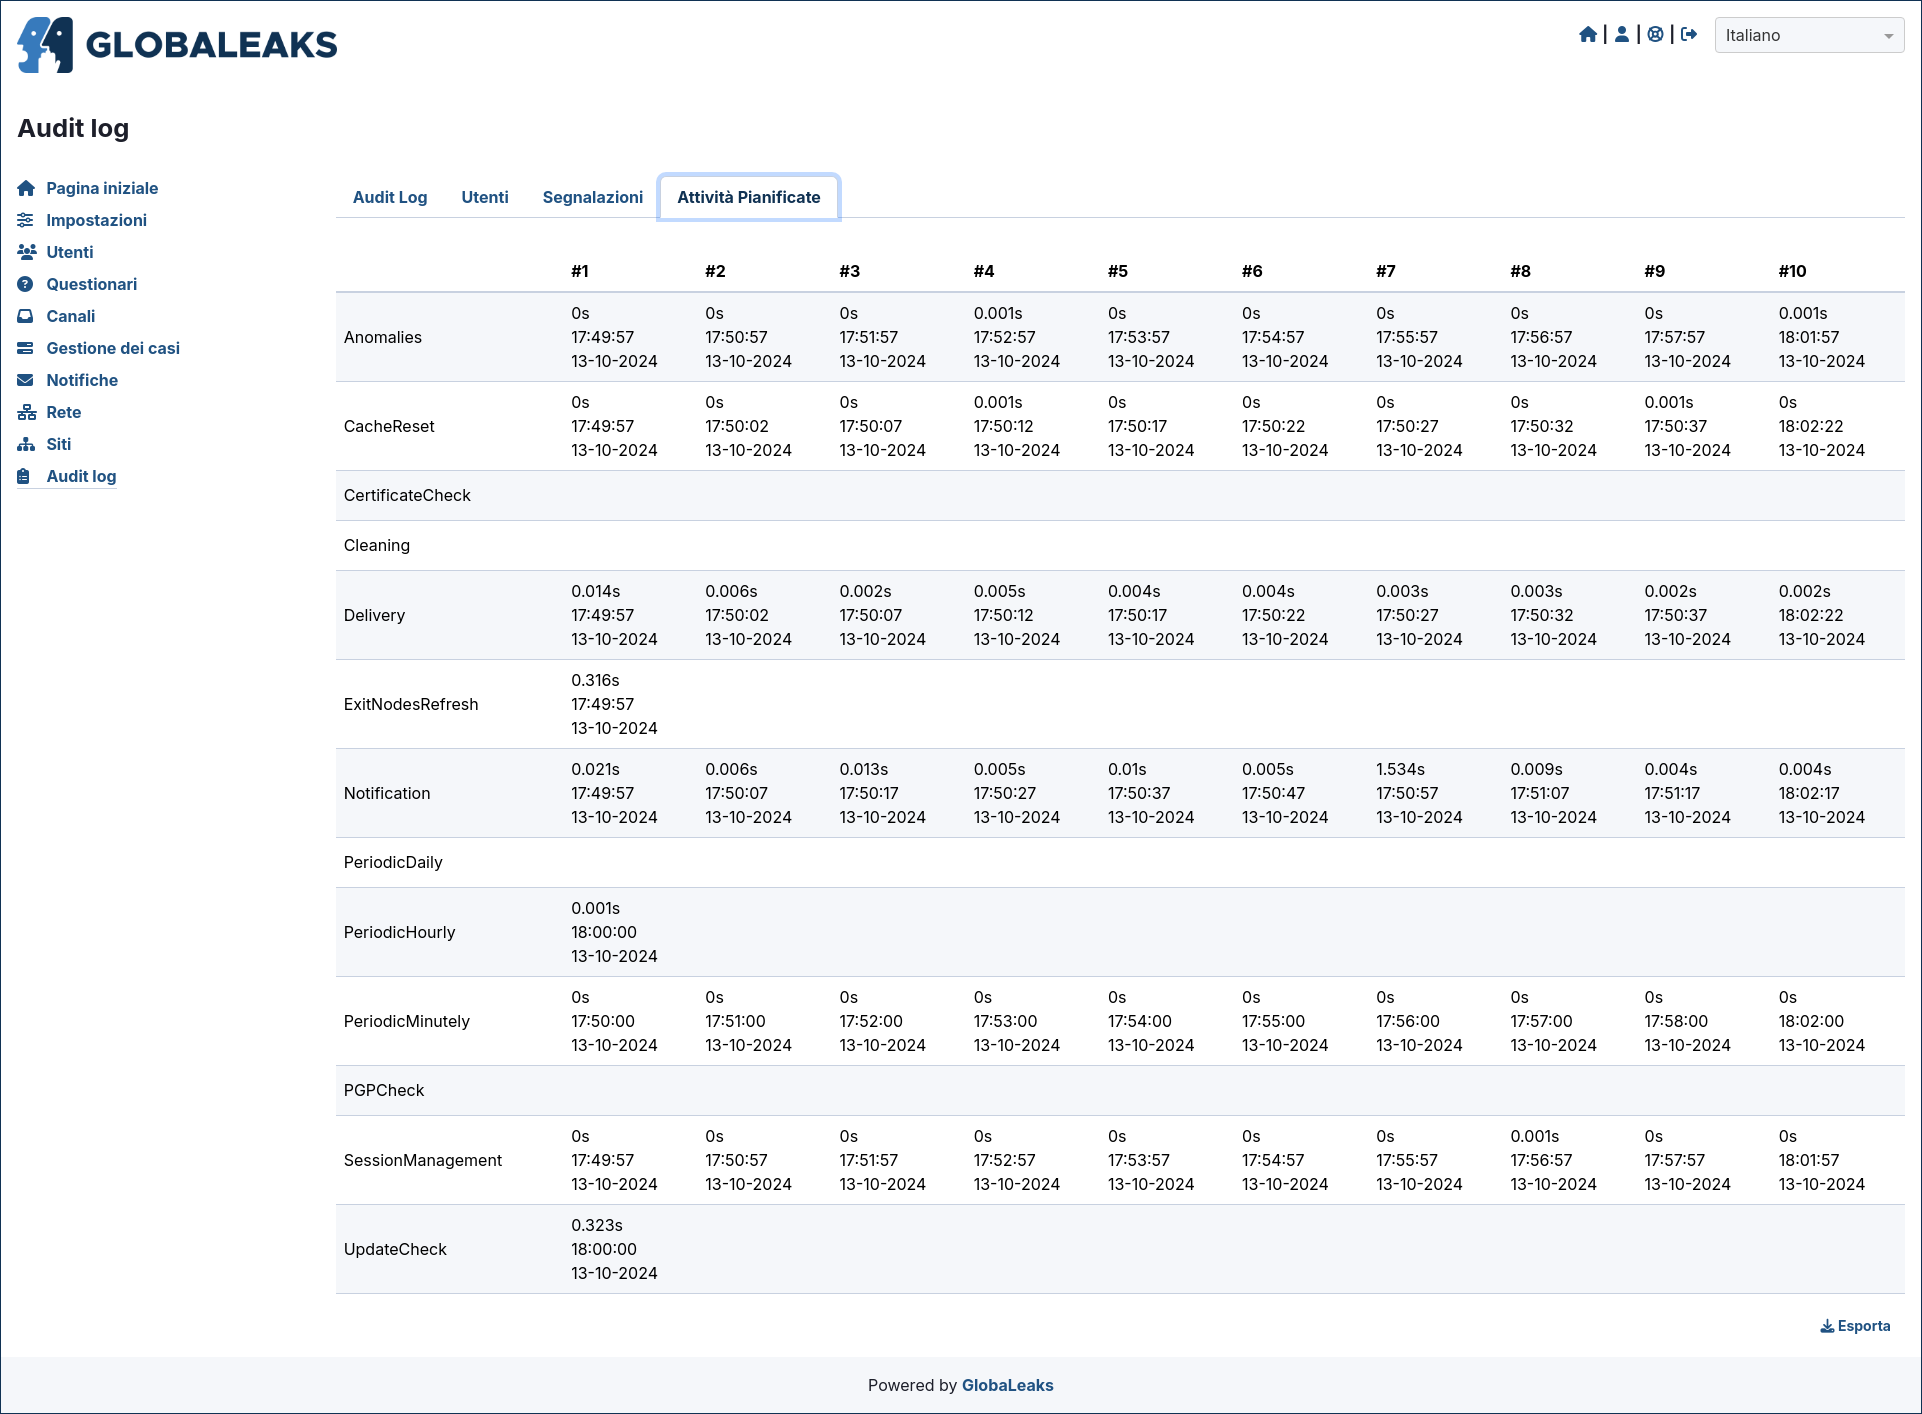 GLOBALEAKS
| | |
Italiano
Audit log
Pagina iniziale
Impostazioni
Utenti
Questionari
Canali
Gestione dei casi
Notifiche
Rete
Siti
Audit log
Audit Log Utenti Segnalazioni Attività Pianificate
#1 #2 #3 #4 #5 #6 #7 #8 #9 #10
Anomalies
0s 0s 0s 0.001s 0s 0s 0s 0s 0s 0.001s
17:49:57 17:50:57 17:51:57 17:52:57 17:53:57 17:54:57 17:55:57 17:56:57 17:57:57 18:01:57
13-10-2024 13-10-2024 13-10-2024 13-10-2024 13-10-2024 13-10-2024 13-10-2024 13-10-2024 13-10-2024 13-10-2024
CacheReset
0s 0s 0s 0.001s 0s 0s 0s 0s 0.001s 0s
17:49:57 17:50:02 17:50:07 17:50:12 17:50:17 17:50:22 17:50:27 17:50:32 17:50:37 18:02:22
13-10-2024 13-10-2024 13-10-2024 13-10-2024 13-10-2024 13-10-2024 13-10-2024 13-10-2024 13-10-2024 13-10-2024
CertificateCheck
Cleaning
Delivery
0.014s 0.006s 0.002s 0.005s 0.004s 0.004s 0.003s 0.003s 0.002s 0.002s
17:49:57 17:50:02 17:50:07 17:50:12 17:50:17 17:50:22 17:50:27 17:50:32 17:50:37 18:02:22
13-10-2024 13-10-2024 13-10-2024 13-10-2024 13-10-2024 13-10-2024 13-10-2024 13-10-2024 13-10-2024 13-10-2024
ExitNodesRefresh
0.316s
17:49:57
13-10-2024
Notification
0.021s 0.006s 0.013s 0.005s 0.01s 0.005s 1.534s 0.009s 0.004s 0.004s
17:49:57 17:50:07 17:50:17 17:50:27 17:50:37 17:50:47 17:50:57 17:51:07 17:51:17 18:02:17
13-10-2024 13-10-2024 13-10-2024 13-10-2024 13-10-2024 13-10-2024 13-10-2024 13-10-2024 13-10-2024 13-10-2024
PeriodicDaily
PeriodicHourly
0.001s
18:00:00
13-10-2024
PeriodicMinutely
0s 0s 0s 0s 0s 0s 0s 0s 0s 0s
17:50:00 17:51:00 17:52:00 17:53:00 17:54:00 17:55:00 17:56:00 17:57:00 17:58:00 18:02:00
13-10-2024 13-10-2024 13-10-2024 13-10-2024 13-10-2024 13-10-2024 13-10-2024 13-10-2024 13-10-2024 13-10-2024
PGPCheck
SessionManagement
0s 0s 0s 0s 0s 0s 0s 0.001s 0s 0s
17:49:57 17:50:57 17:51:57 17:52:57 17:53:57 17:54:57 17:55:57 17:56:57 17:57:57 18:01:57
13-10-2024 13-10-2024 13-10-2024 13-10-2024 13-10-2024 13-10-2024 13-10-2024 13-10-2024 13-10-2024 13-10-2024
UpdateCheck
0.323s
18:00:00
13-10-2024
Esporta
Powered by GlobaLeaks